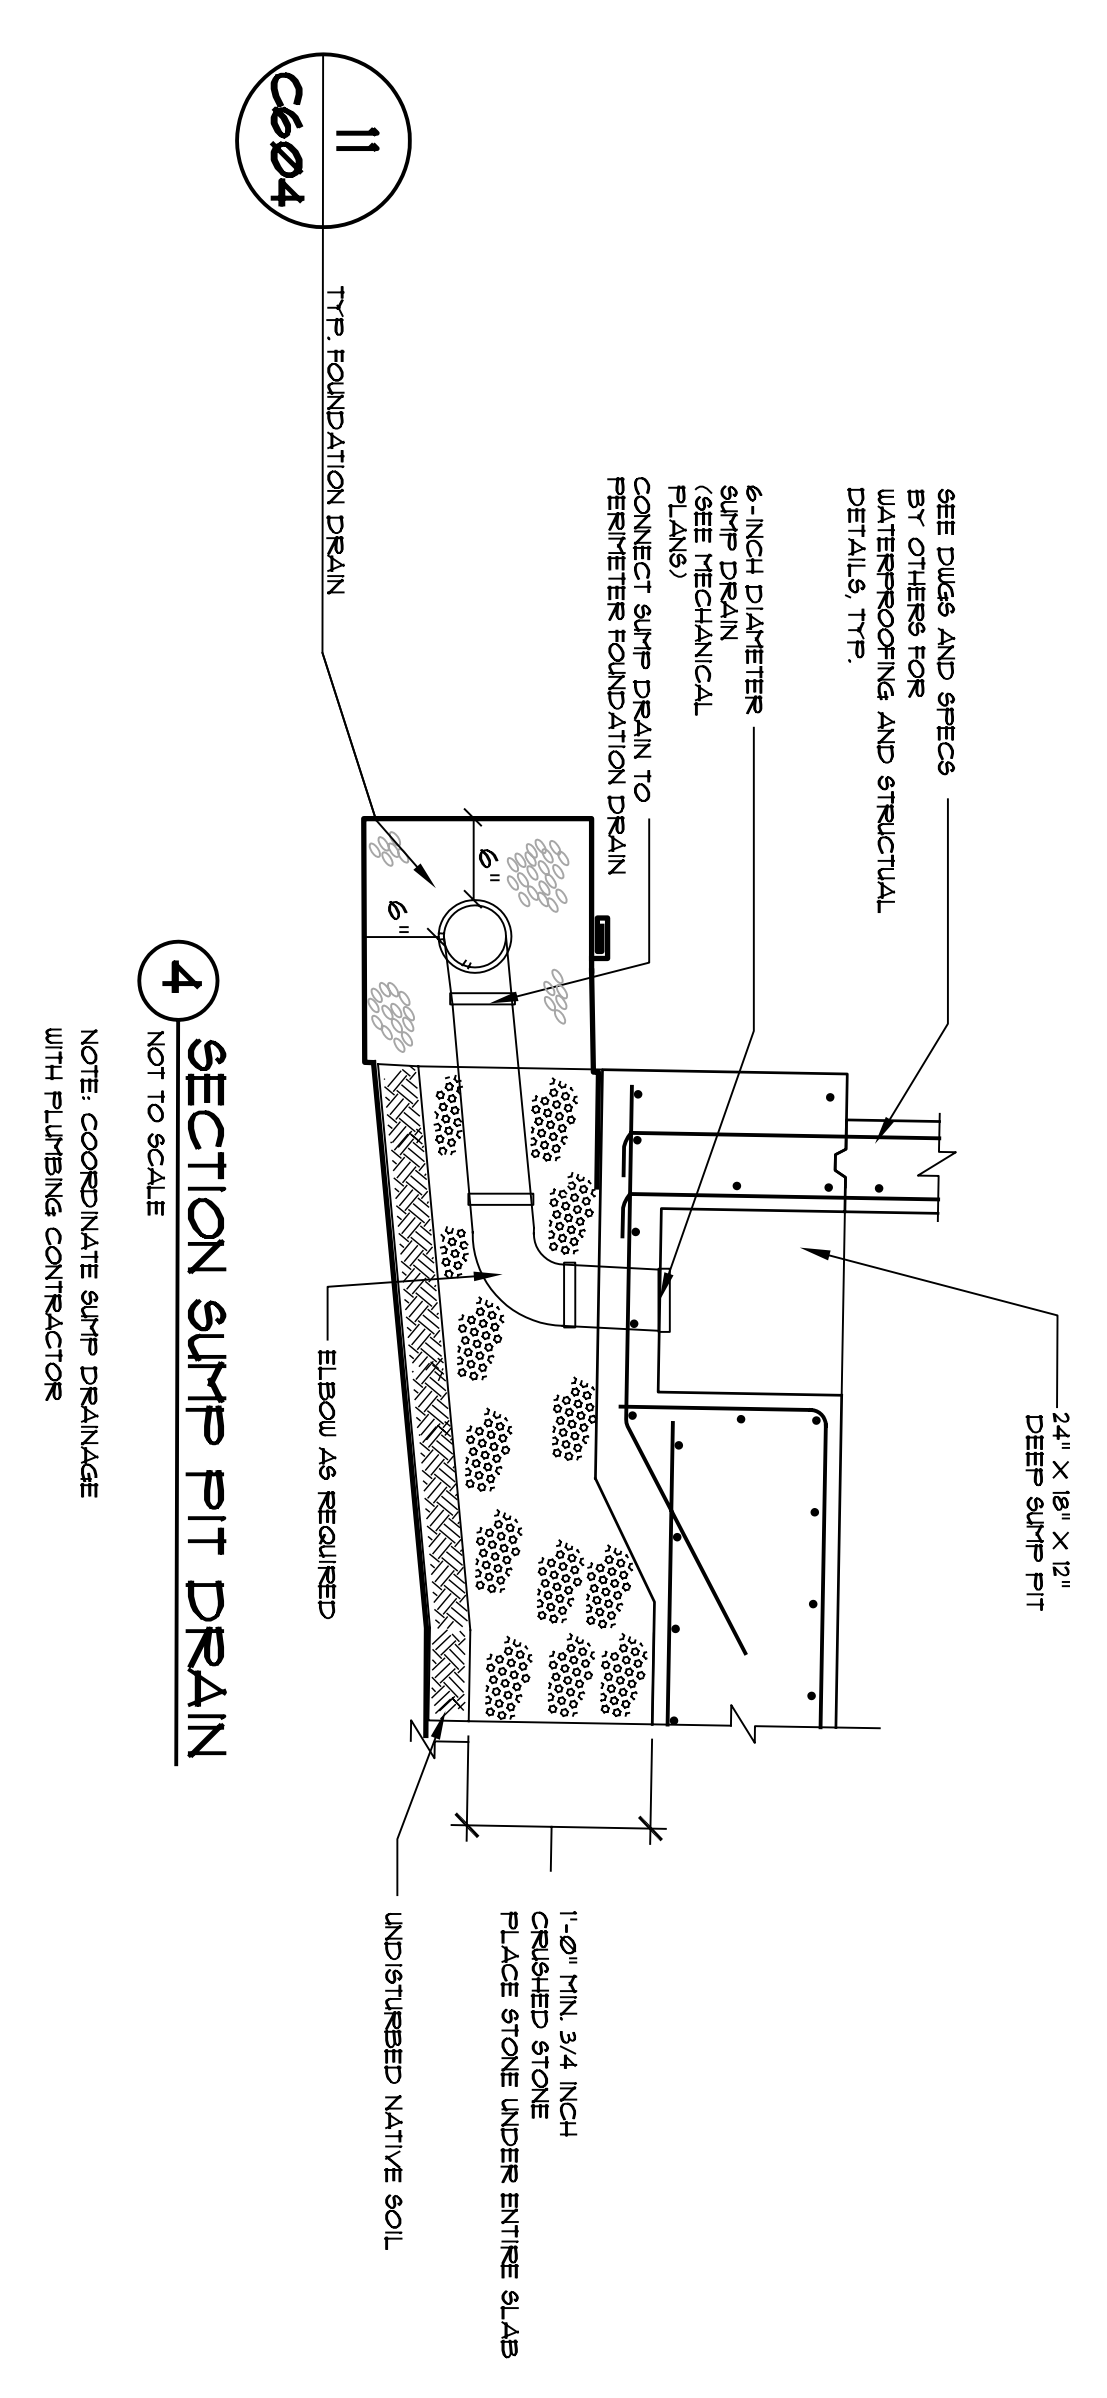 SEE DWGS AND SPECS
BY OTHERS FOR
WATERPROOFING AND STRUCTUAL
DETAILS, TYP.
6-INCH DIAMETER
SUMP DRAIN
(SEE MECHANICAL
PLANS)
CONNECT SUMP DRAIN TO
PERIMETER FOUNDATION DRAIN
24" X 18" X 12"
DEEP SUMP PIT
11
C604
TYP. FOUNDATION DRAIN
6"
6"
1'-0" MIN. 3/4 INCH
CRUSHED STONE
PLACE STONE UNDER ENTIRE SLAB
UNDISTURBED NATIVE SOIL
ELBOW AS REQUIRED
4
SECTION SUMP PIT DRAIN
NOT TO SCALE
NOTE: COORDINATE SUMP DRAINAGE
WITH PLUMBING CONTRACTOR